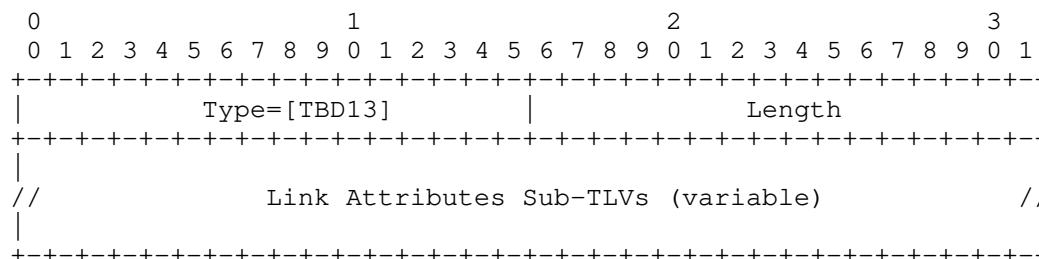 0                   1                   2                   3
 0 1 2 3 4 5 6 7 8 9 0 1 2 3 4 5 6 7 8 9 0 1 2 3 4 5 6 7 8 9 0 1
+-+-+-+-+-+-+-+-+-+-+-+-+-+-+-+-+-+-+-+-+-+-+-+-+-+-+-+-+-+-+-+-
|           Type=[TBD13]        |             Length
+-+-+-+-+-+-+-+-+-+-+-+-+-+-+-+-+-+-+-+-+-+-+-+-+-+-+-+-+-+-+-+-
|
//              Link Attributes Sub-TLVs (variable)            //
|
+-+-+-+-+-+-+-+-+-+-+-+-+-+-+-+-+-+-+-+-+-+-+-+-+-+-+-+-+-+-+-+-